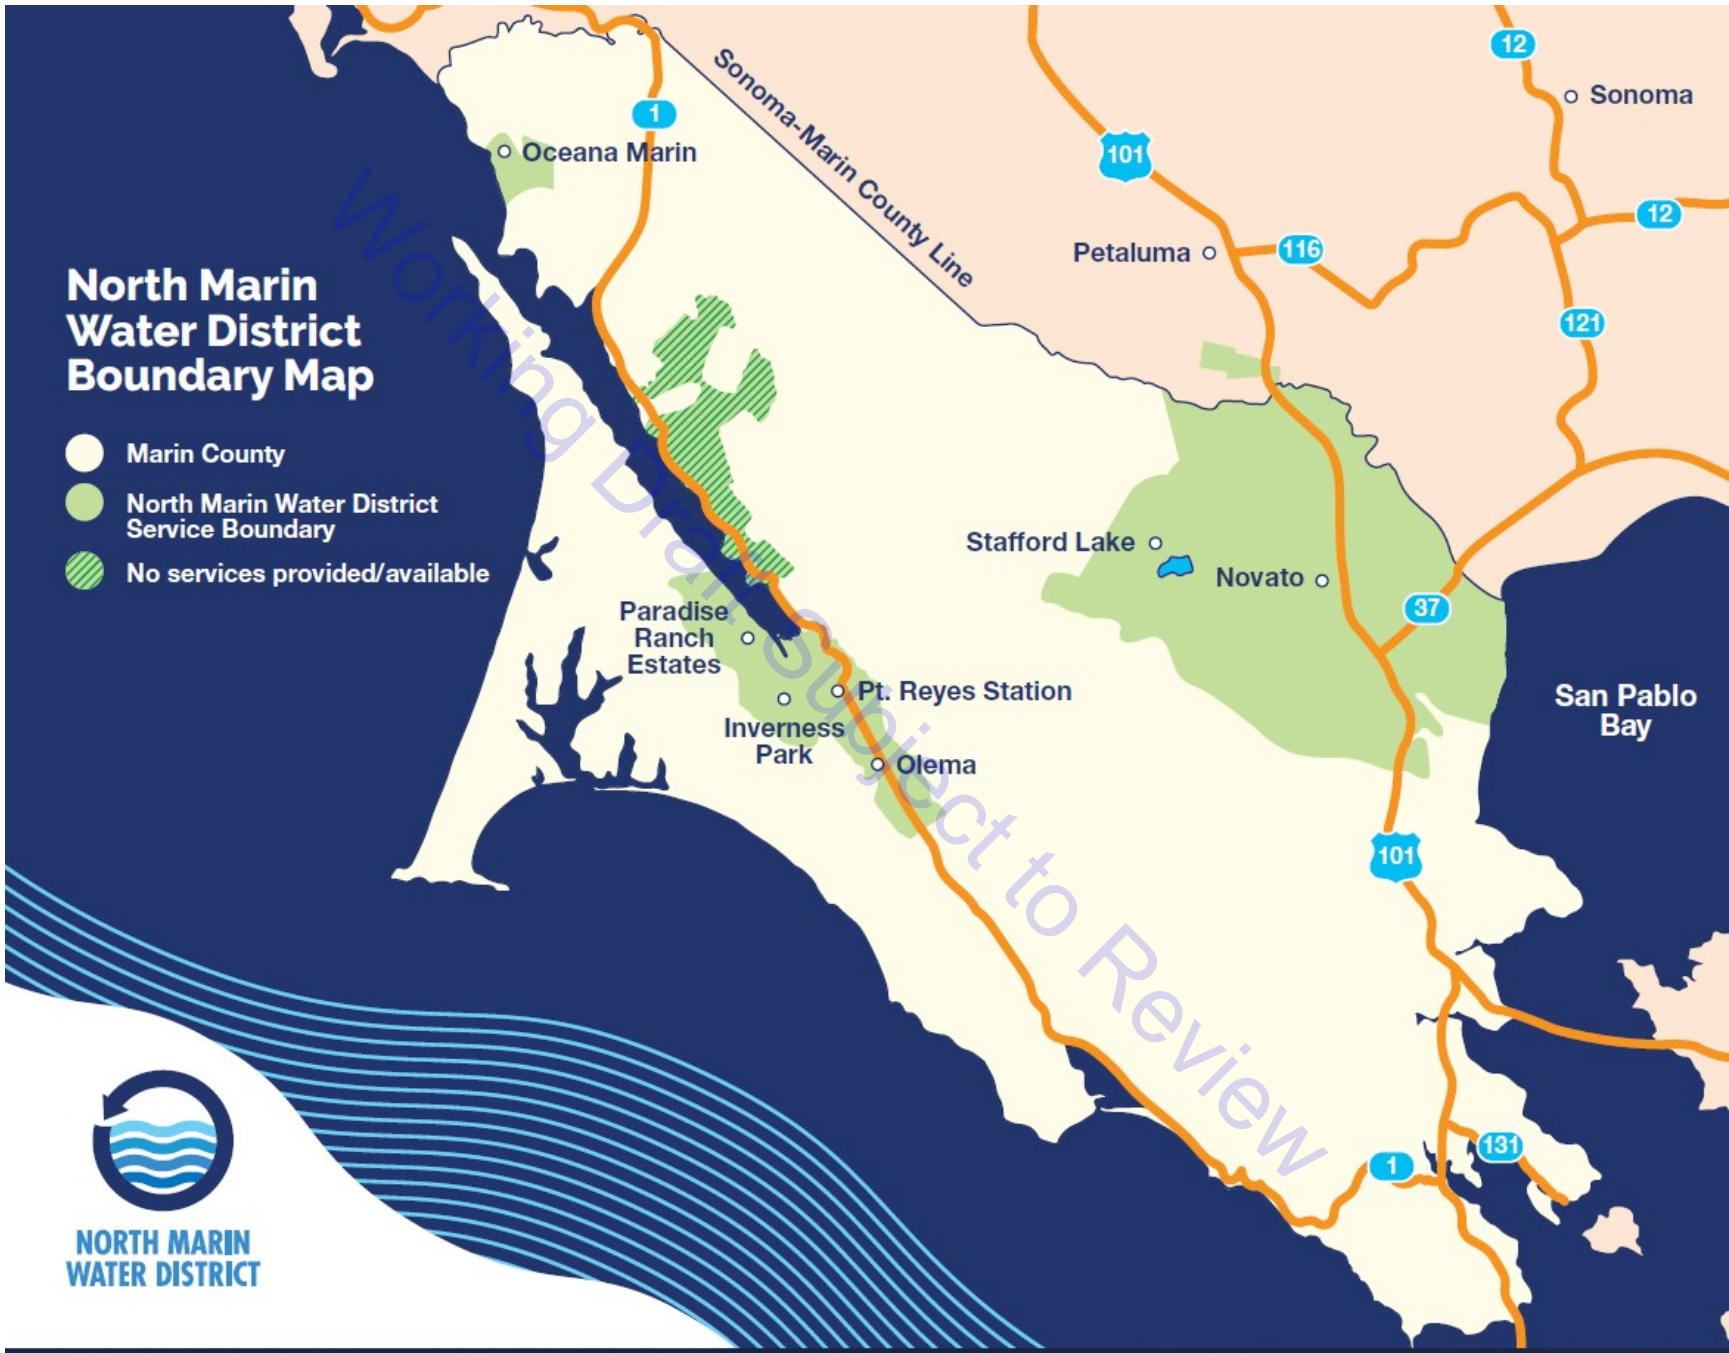 North Marin
Water District
Boundary Map
Marin County
North Marin Water District
Service Boundary
No services provided/available
Sonoma-Marin County Line
1
Oceana Marin
101
12
Sonoma
12
Petaluma
116
121
Stafford Lake
Novato
37
Paradise
Ranch
Estates
Pt. Reyes Station
Inverness
Park
Olema
San Pablo
Bay
101
1
131
Working Draft Subject to Review
NORTH MARIN
WATER DISTRICT